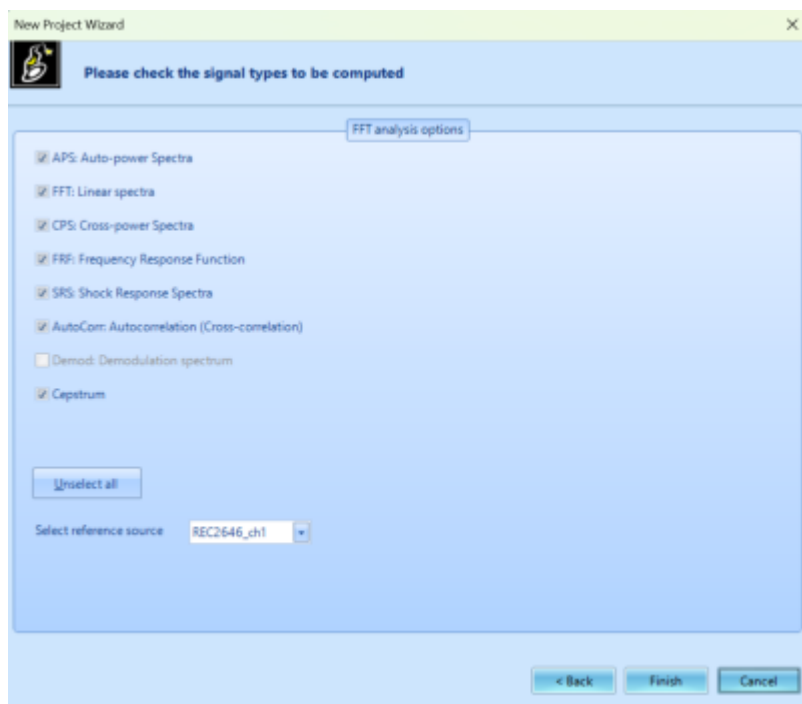 New Project Wizard
Please check the signal types to be computed
FFT analysis options
APS: Auto-power Spectra
FFT: Linear spectra
CPS: Cross-power Spectra
FRF: Frequency Response Function
SRS: Shock Response Spectra
AutoCorr: Autocorrelation (Cross-correlation)
Demod: Demodulation spectrum
Cepstrum
Unselect all
Select reference source REC2646_ch1
< Back Finish Cancel